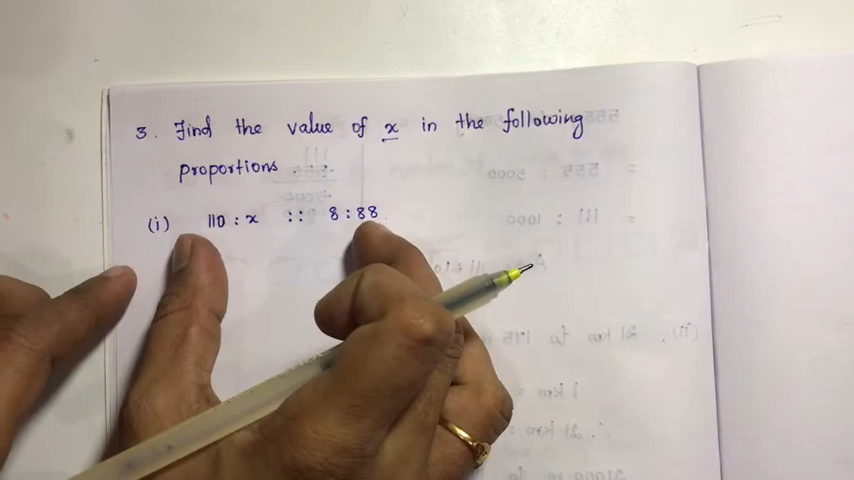 3. Find the value of x in the following
proportions.
(i) 110 : x :: 8 : 88